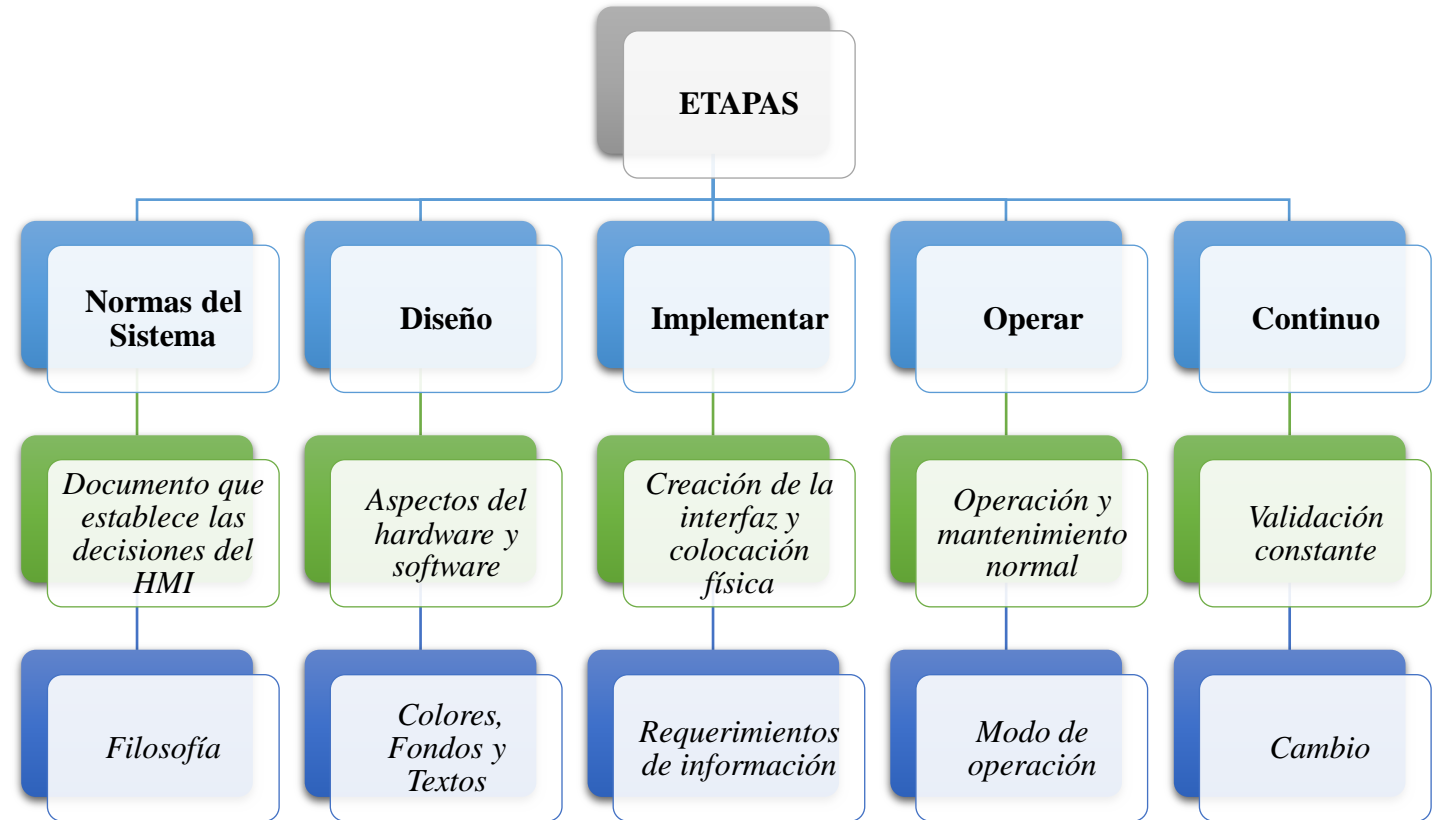 ETAPAS
Normas del
Sistema
Diseño
Implementar
Operar
Continuo
Documento que
establece las
decisiones del
HMI
Aspectos del
hardware y
software
Creación de la
interfaz y
colocación
física
Operación y
mantenimiento
normal
Validación
constante
Filosofía
Colores,
Fondos y
Textos
Requerimientos
de información
Modo de
operación
Cambio